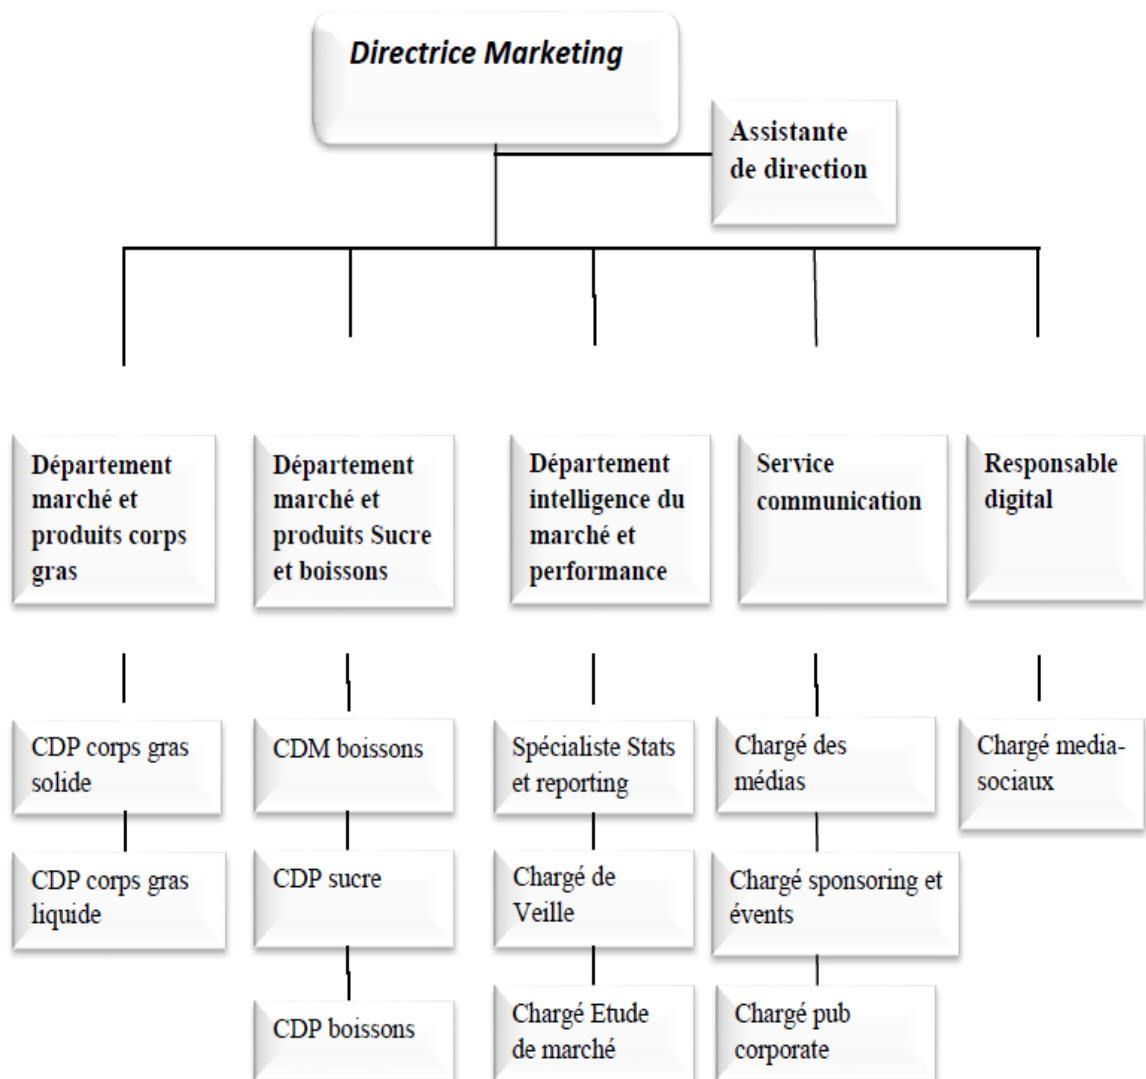 Directrice Marketing
Assistante
de direction
Département
marché et
produits corps
gras
Département
marché et
produits Sucre
et boissons
Département
intelligence du
marché et
performance
Service
communication
Responsable
digital
CDP corps gras
solide
CDM boissons
Spécialiste Stats
et reporting
Chargé des
médias
Chargé media-
sociaux
CDP corps gras
liquide
CDP sucre
Chargé de
Veille
Chargé sponsoring et
évents
CDP boissons
Chargé Etude
de marché
Chargé pub
corporate